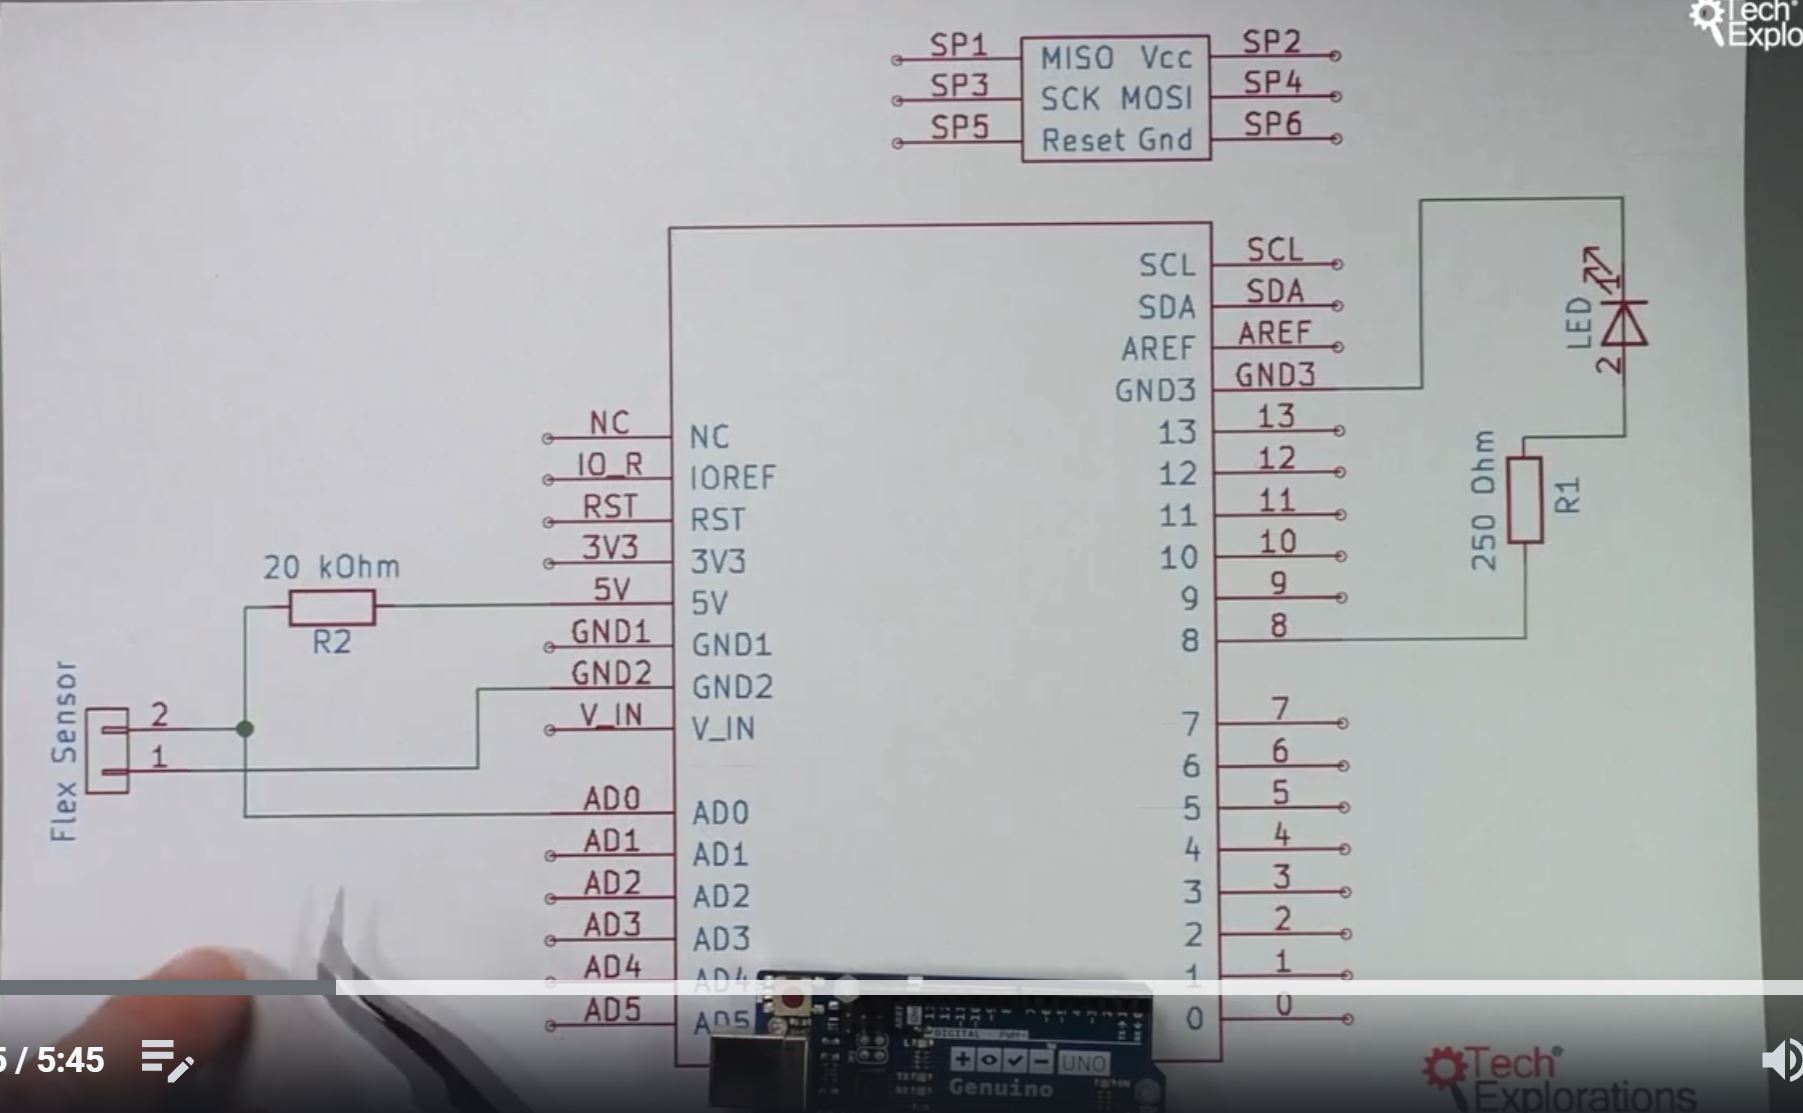 Tech
Explo
SP1 MISO Vcc SP2
SP3 SCK MOSI SP4
SP5 Reset Gnd SP6
SCL SCL
SDA SDA
AREF AREF
GND3 GND3
13 13
12 12
11 11
10 10
9 9
8 8
7 7
6 6
5 5
4 4
3 3
2 2
1 1
0 0
NC NC
IO_R IOREF
RST RST
3V3 3V3
5V 5V
GND1 GND1
GND2 GND2
V_IN V_IN
AD0 AD0
AD1 AD1
AD2 AD2
AD3 AD3
AD4 AD4
AD5 AD5
20 kOhm
R2
Flex Sensor
2
1
LED
1
2
250 Ohm
R1
DIGITAL PWM~
UNO
Genuino
/ 5:45
Tech®
Explorations